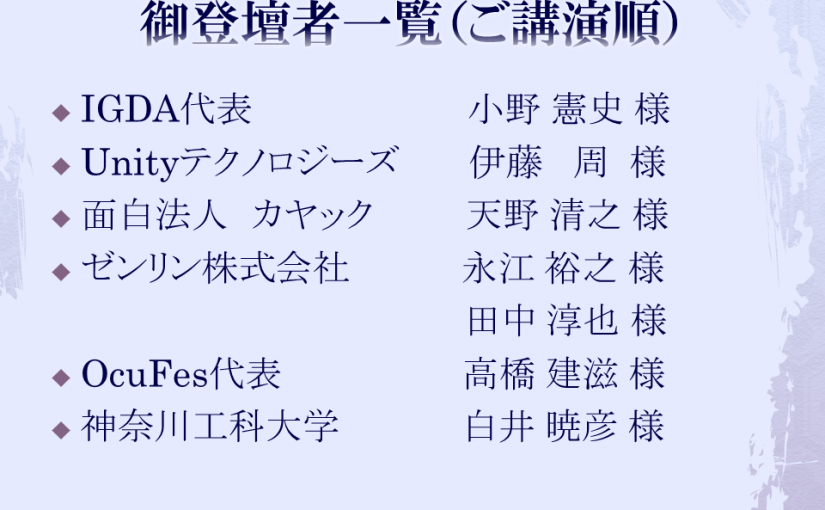 御登壇者一覧(ご講演順)
◆ IGDA代表 小野 憲史 様
◆ Unityテクノロジーズ 伊藤 周 様
◆ 面白法人 カヤック 天野 清之 様
◆ ゼンリン株式会社 永江 裕之 様
田中 淳也 様
◆ OcuFes代表 高橋 建滋 様
◆ 神奈川工科大学 白井 暁彦 様